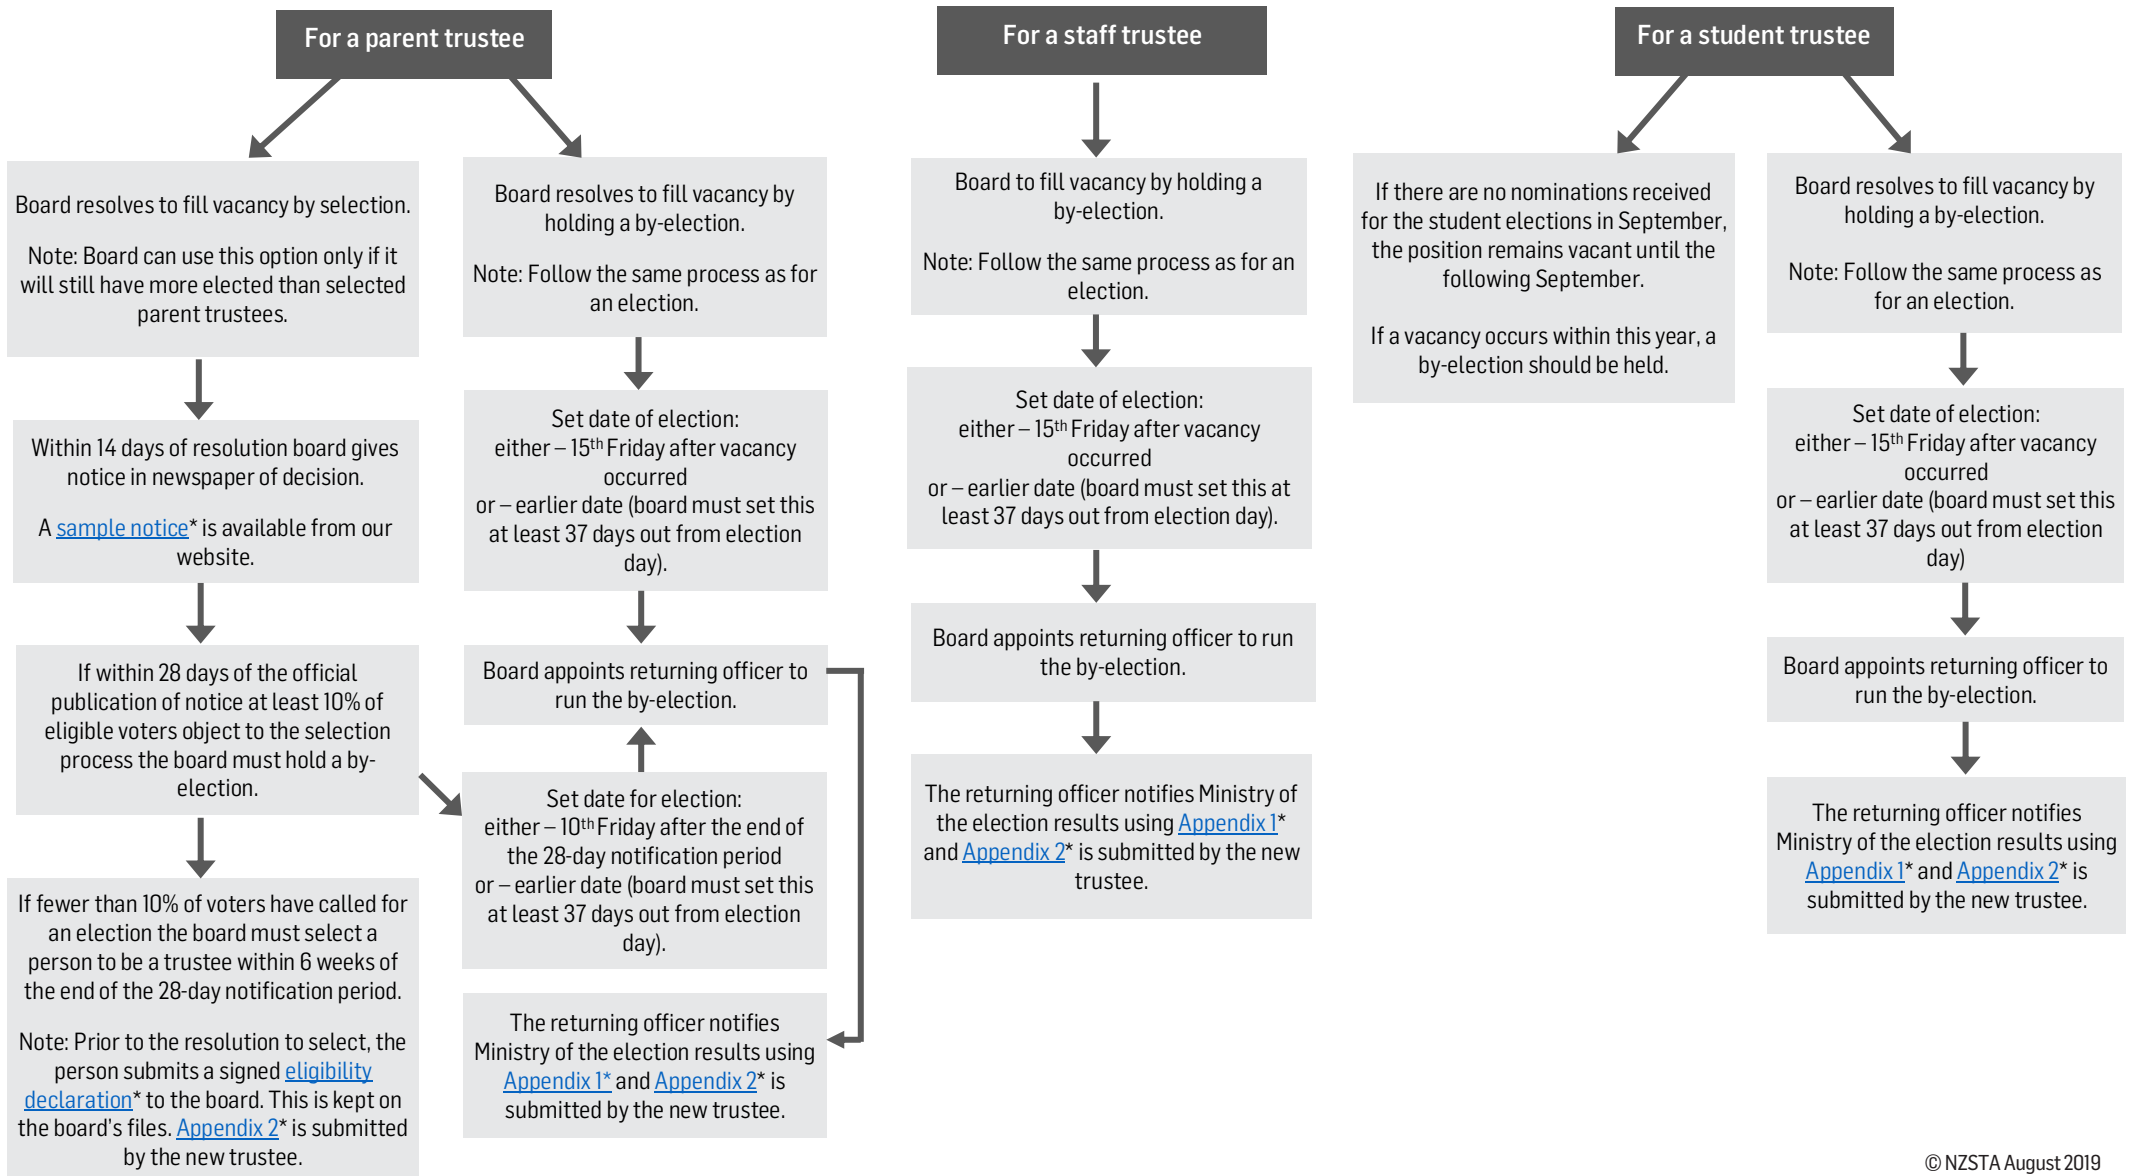 For a parent trustee
Board resolves to fill vacancy by selection.
Note: Board can use this option only if it
will still have more elected than selected
parent trustees.
Within 14 days of resolution board gives
notice in newspaper of decision.
A sample notice* is available from our
website.
If within 28 days of the official
publication of notice at least 10% of
eligible voters object to the selection
process the board must hold a by-
election.
If fewer than 10% of voters have called for
an election the board must select a
person to be a trustee within 6 weeks of
the end of the 28-day notification period.
Note: Prior to the resolution to select, the
person submits a signed eligibility
declaration* to the board. This is kept on
the board's files. Appendix 2* is submitted
by the new trustee.
Board resolves to fill vacancy by
holding a by-election.
Note: Follow the same process as for
an election.
Set date of election:
either – 15th Friday after vacancy
occurred
or – earlier date (board must set this
at least 37 days out from election
day).
Board appoints returning officer to
run the by-election.
Set date for election:
either – 10th Friday after the end of
the 28-day notification period
or – earlier date (board must set this
at least 37 days out from election
day).
The returning officer notifies
Ministry of the election results using
Appendix 1* and Appendix 2* is
submitted by the new trustee.
For a staff trustee
Board to fill vacancy by holding a
by-election.
Note: Follow the same process as for an
election.
Set date of election:
either – 15th Friday after vacancy
occurred
or – earlier date (board must set this at
least 37 days out from election day).
Board appoints returning officer to run
the by-election.
The returning officer notifies Ministry of
the election results using Appendix 1*
and Appendix 2* is submitted by the new
trustee.
For a student trustee
If there are no nominations received
for the student elections in September,
the position remains vacant until the
following September.
If a vacancy occurs within this year, a
by-election should be held.
Board resolves to fill vacancy by
holding a by-election.
Note: Follow the same process as
for an election.
Set date of election:
either – 15th Friday after vacancy
occurred
or – earlier date (board must set this
at least 37 days out from election
day)
Board appoints returning officer to
run the by-election.
The returning officer notifies
Ministry of the election results using
Appendix 1* and Appendix 2* is
submitted by the new trustee.
© NZSTA August 2019